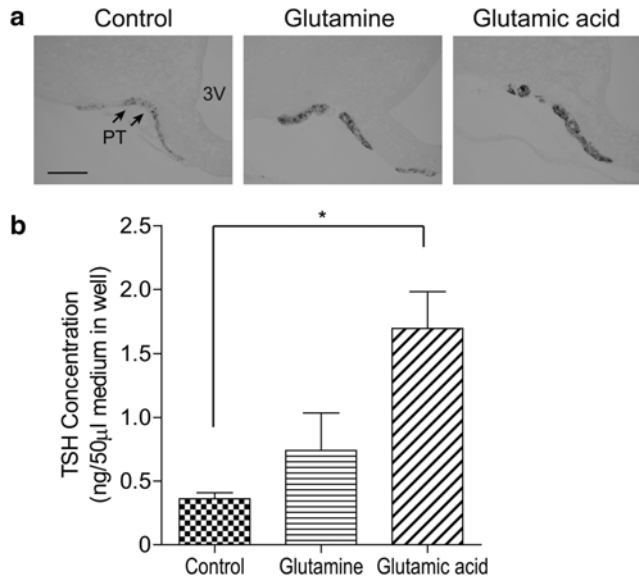 a
Control Glutamine Glutamic acid
3V
PT
b
*
TSH Concentration
(ng/50μl medium in well)
2.5
2.0
1.5
1.0
0.5
0
Control Glutamine Glutamic acid